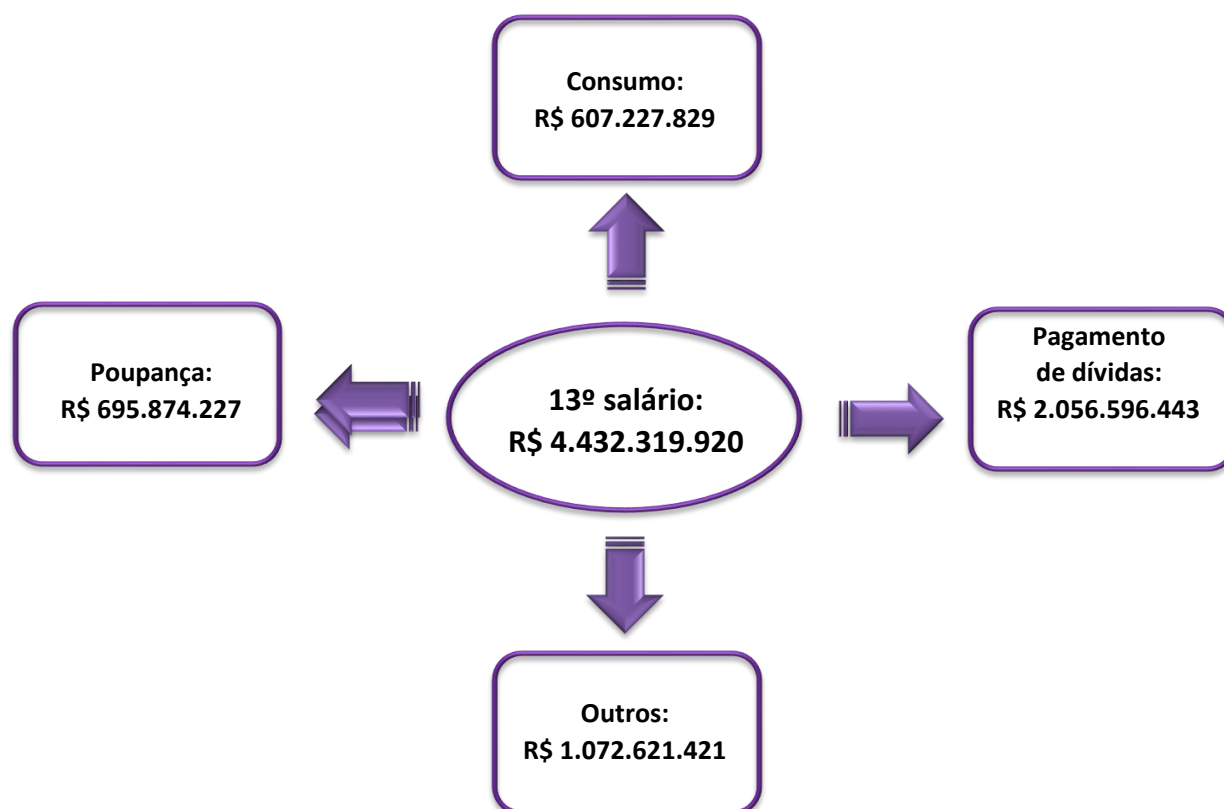 Consumo:
R$ 607.227.829
Poupança:
R$ 695.874.227
13º salário:
R$ 4.432.319.920
Pagamento
de dívidas:
R$ 2.056.596.443
Outros:
R$ 1.072.621.421